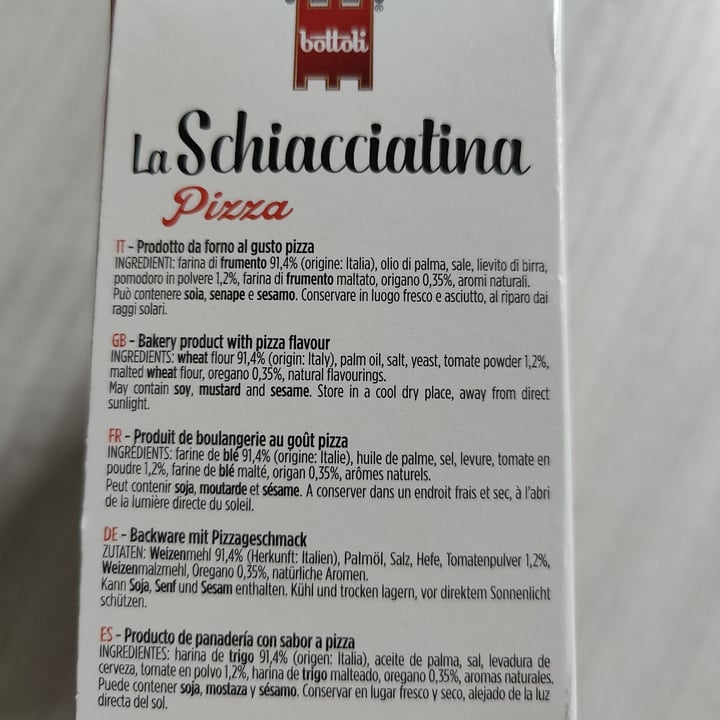 bottoli
®
La Schiacciatina
Pizza
IT - Prodotto da forno al gusto pizza
INGREDIENTI: farina di frumento 91,4% (origine: Italia), olio di palma, sale, lievito di birra,
pomodoro in polvere 1,2%, farina di frumento maltato, origano 0,35%, aromi naturali.
Può contenere soia, senape e sesamo. Conservare in luogo fresco e asciutto, al riparo dai
raggi solari.
GB - Bakery product with pizza flavour
INGREDIENTS: wheat flour 91,4% (origin: Italy), palm oil, salt, yeast, tomato powder 1,2%,
malted wheat flour, oregano 0,35%, natural flavourings.
May contain soy, mustard and sesame. Store in a cool dry place, away from direct
sunlight.
FR - Produit de boulangerie au goût pizza
INGRÉDIENTS: farine de blé 91,4% (origine: Italie), huile de palme, sel, levure, tomate en
poudre 1,2%, farine de blé malté, origan 0,35%, arômes naturels.
Peut contenir soja, moutarde et sésame. A conserver dans un endroit frais et sec, à l'abri
de la lumière directe du soleil.
DE - Backware mit Pizzageschmack
ZUTATEN: Weizenmehl 91,4% (Herkunft: Italien), Palmöl, Salz, Hefe, Tomatenpulver 1,2%,
Weizenmalzmehl, Oregano 0,35%, natürliche Aromen.
Kann Soja, Senf und Sesam enthalten. Kühl und trocken lagern, vor direktem Sonnenlicht
schützen.
ES - Producto de panadería con sabor a pizza
INGREDIENTES: harina de trigo 91,4% (origen: Italia), aceite de palma, sal, levadura de
cerveza, tomate en polvo 1,2%, harina de trigo malteado, oregano 0,35%, aromas naturales.
Puede contener soja, mostaza y sésamo. Conservar en lugar fresco y seco, alejado de la luz
directa del sol.